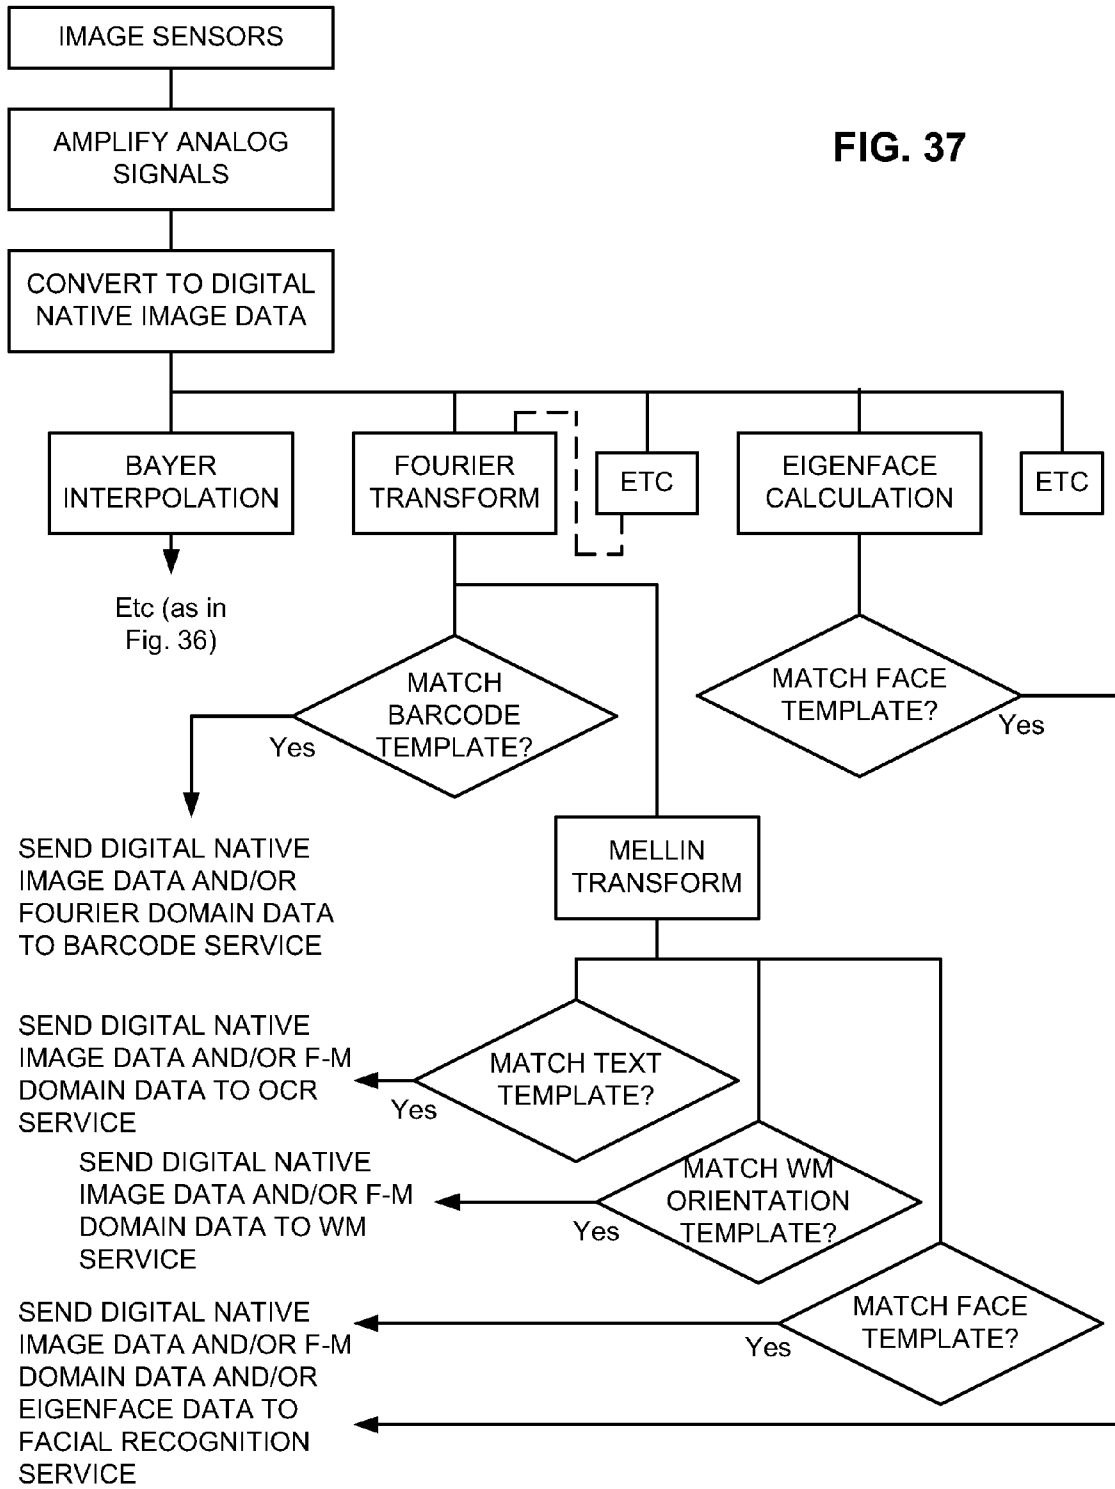 IMAGE SENSORS
AMPLIFY ANALOG
SIGNALS
FIG. 37
CONVERT TO DIGITAL
NATIVE IMAGE DATA
BAYER
INTERPOLATION
FOURIER
TRANSFORM
ETC
EIGENFACE
CALCULATION
ETC
Etc (as in
Fig. 36)
MATCH
BARCODE
TEMPLATE?
Yes
MATCH FACE
TEMPLATE?
Yes
SEND DIGITAL NATIVE
IMAGE DATA AND/OR
FOURIER DOMAIN DATA
TO BARCODE SERVICE
MELLIN
TRANSFORM
SEND DIGITAL NATIVE
IMAGE DATA AND/OR F-M
DOMAIN DATA TO OCR
SERVICE
MATCH TEXT
TEMPLATE?
Yes
SEND DIGITAL NATIVE
IMAGE DATA AND/OR F-M
DOMAIN DATA TO WM
SERVICE
MATCH WM
ORIENTATION
TEMPLATE?
Yes
SEND DIGITAL NATIVE
IMAGE DATA AND/OR F-M
DOMAIN DATA AND/OR
EIGENFACE DATA TO
FACIAL RECOGNITION
SERVICE
MATCH FACE
TEMPLATE?
Yes